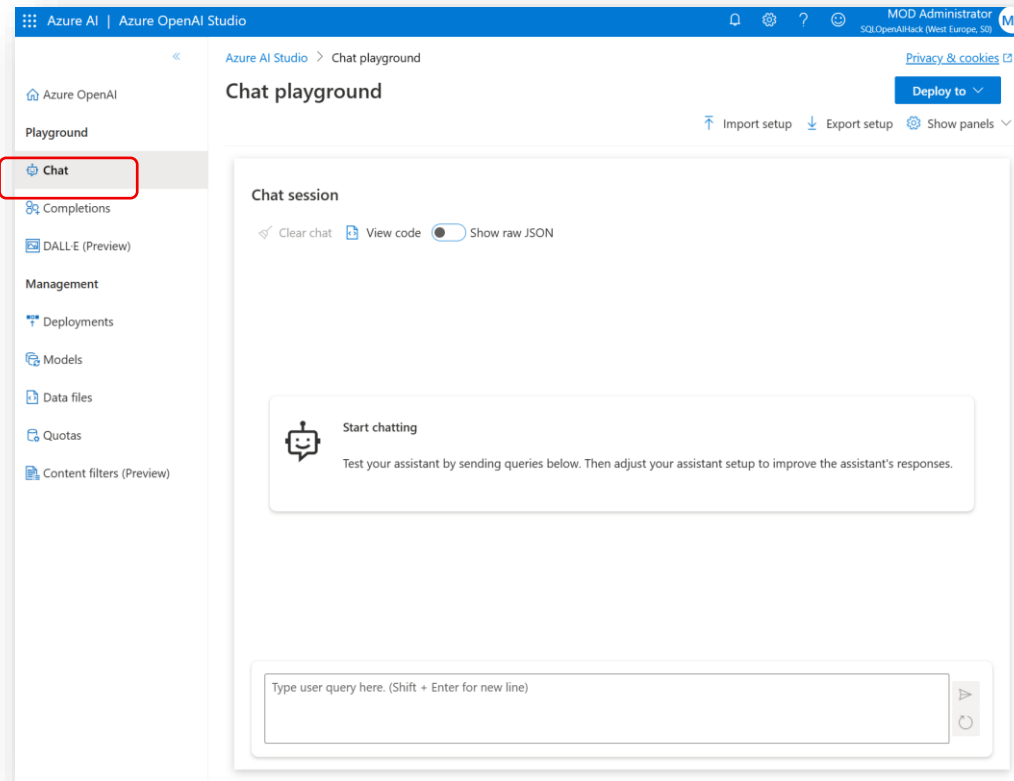 Azure AI | Azure OpenAI Studio
MOD Administrator
SQLOpenAIHack (West Europe, S0)
M
Azure AI Studio > Chat playground
Privacy & cookies
Azure OpenAI
Chat playground
Deploy to
Playground
Import setup
Export setup
Show panels
Chat
Chat session
Completions
Clear chat
View code
Show raw JSON
DALL·E (Preview)
Management
Deployments
Models
Data files
Start chatting
Quotas
Test your assistant by sending queries below. Then adjust your assistant setup to improve the assistant's responses.
Content filters (Preview)
Type user query here. (Shift + Enter for new line)